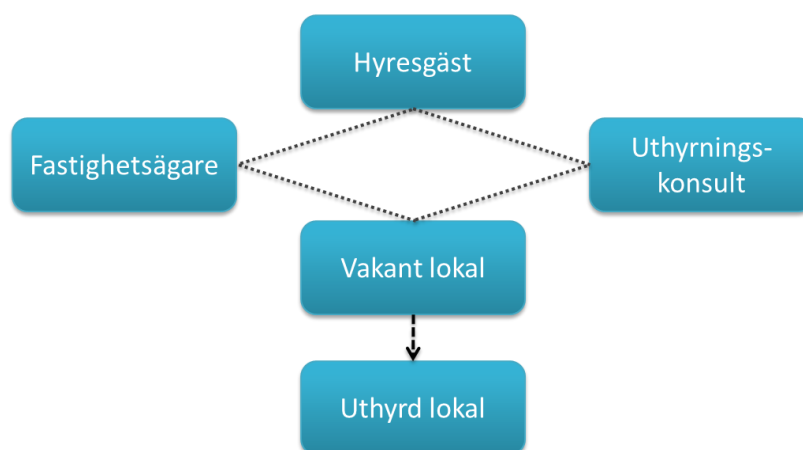 Hyresgäst
Fastighetsägare
Uthyrnings-
konsult
Vakant lokal
Uthyrd lokal